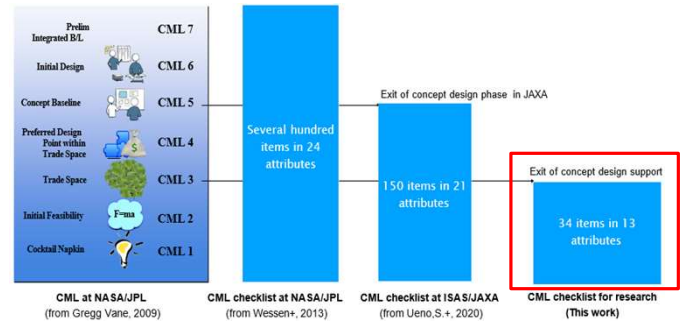 Prelim
Integrated B/L
CML 7
Initial Design
CML 6
Concept Baseline
CML 5
Preferred Design
Point within
Trade Space
CML 4
$
Trade Space
CML 3
Initial Feasibility
F=ma
CML 2
Cocktail Napkin
CML 1
CML at NASA/JPL
(from Gregg Vane, 2009)
Several hundred
items in 24
attributes
CML checklist at NASA/JPL
(from Wessen+, 2013)
Exit of concept design phase in JAXA
150 items in 21
attributes
CML checklist at ISAS/JAXA
(from Ueno,S.+, 2020)
Exit of concept design support
34 items in 13
attributes
CML checklist for research
(This work)